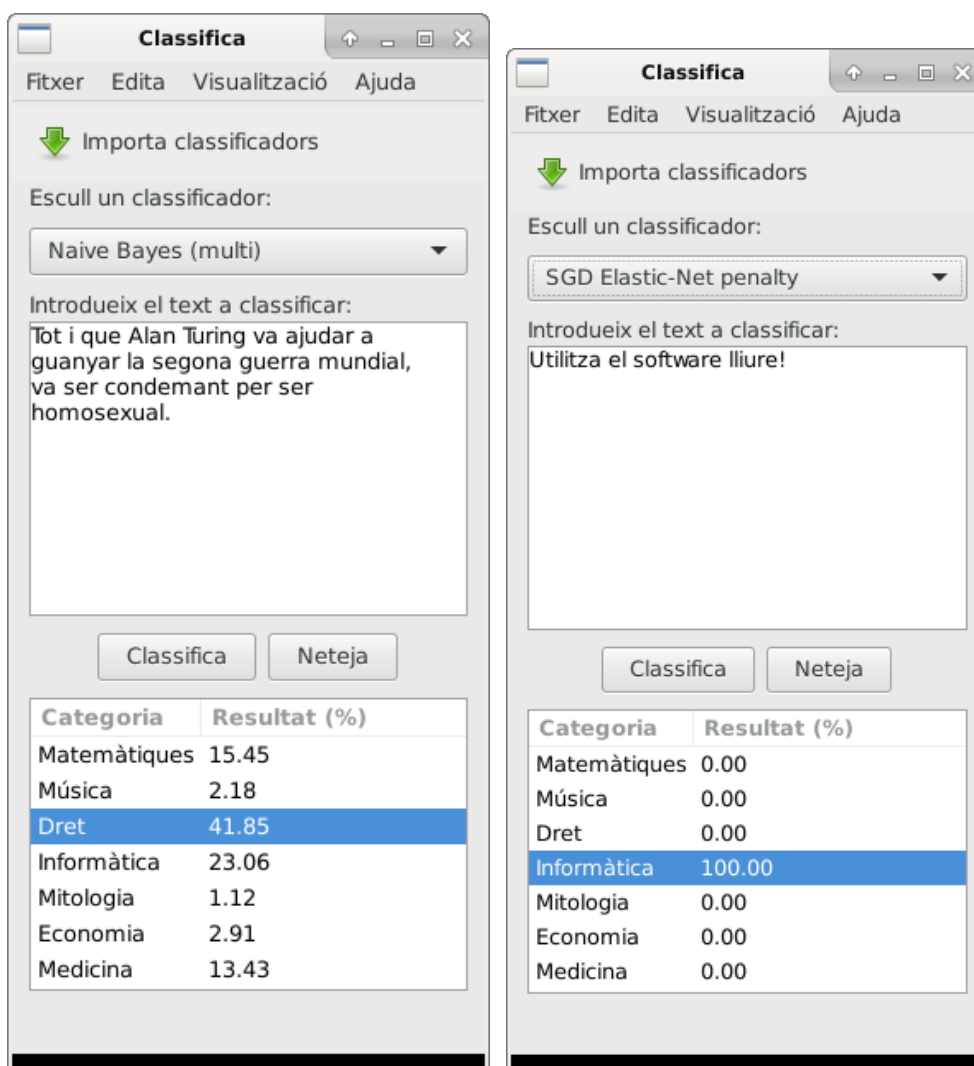 Classifica
Fitxer Edita Visualització Ajuda
Importa classificadors
Escull un classificador:
Naive Bayes (multi)
Introdueix el text a classificar:
Tot i que Alan Turing va ajudar a
guanyar la segona guerra mundial,
va ser condemant per ser
homosexual.
Classifica Neteja
Categoria Resultat (%)
Matemàtiques 15.45
Música 2.18
Dret 41.85
Informàtica 23.06
Mitologia 1.12
Economia 2.91
Medicina 13.43
Classifica
Fitxer Edita Visualització Ajuda
Importa classificadors
Escull un classificador:
SGD Elastic-Net penalty
Introdueix el text a classificar:
Utilitza el software lliure!
Classifica Neteja
Categoria Resultat (%)
Matemàtiques 0.00
Música 0.00
Dret 0.00
Informàtica 100.00
Mitologia 0.00
Economia 0.00
Medicina 0.00